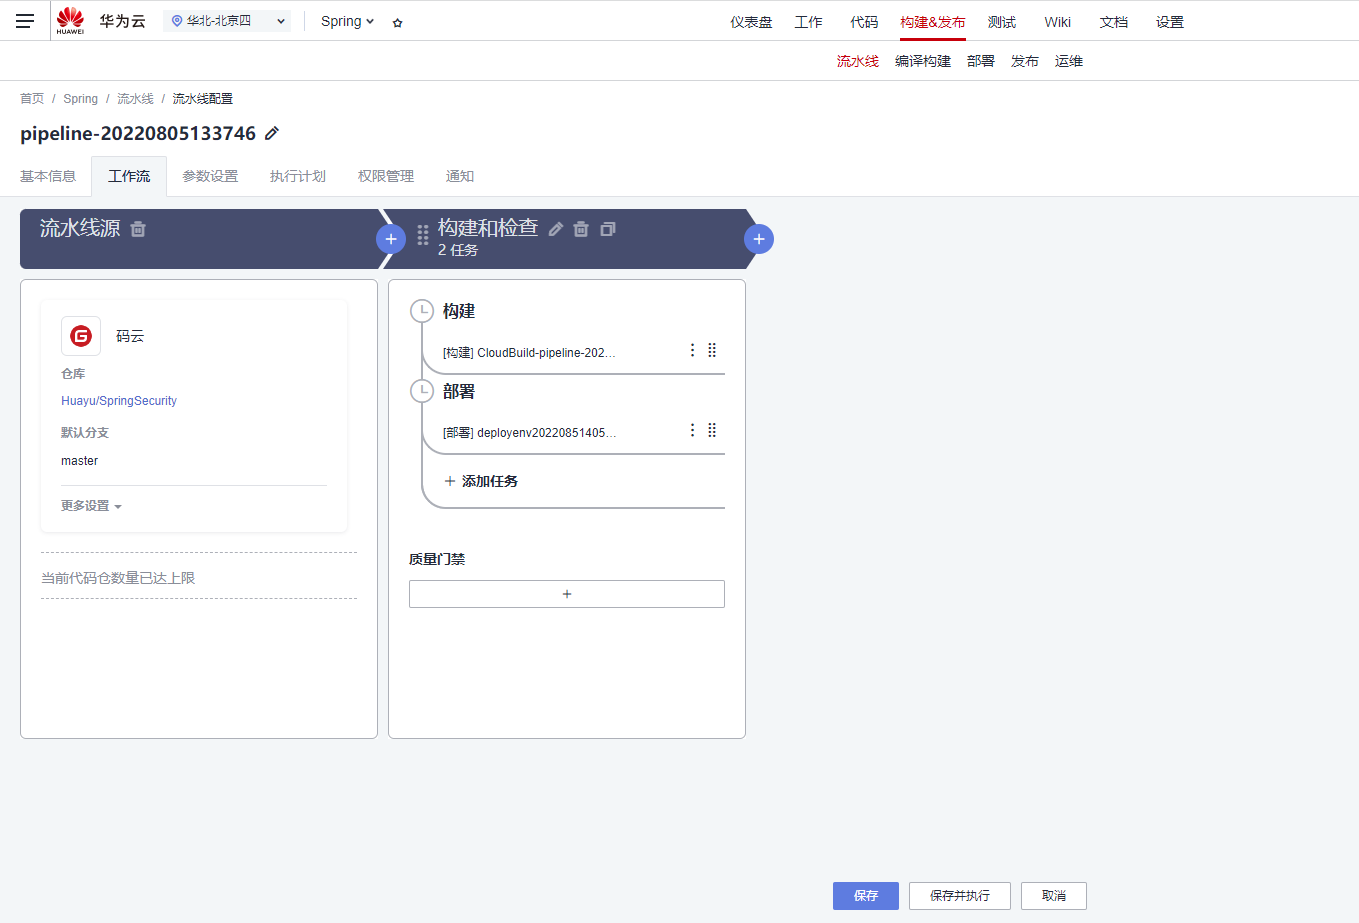 HUAWEI 华为云 华北-北京四 Spring 仪表盘 工作 代码 构建&发布 测试 Wiki 文档 设置
流水线 编译构建 部署 发布 运维
首页 / Spring / 流水线 / 流水线配置
pipeline-20220805133746
基本信息 工作流 参数设置 执行计划 权限管理 通知
流水线源
构建和检查
2 任务
码云
仓库
Huayu/SpringSecurity
默认分支
master
更多设置
当前代码仓数量已达上限
构建
[构建] CloudBuild-pipeline-202...
部署
[部署] deployenv20220851405...
+ 添加任务
质量门禁
+
保存 保存并执行 取消